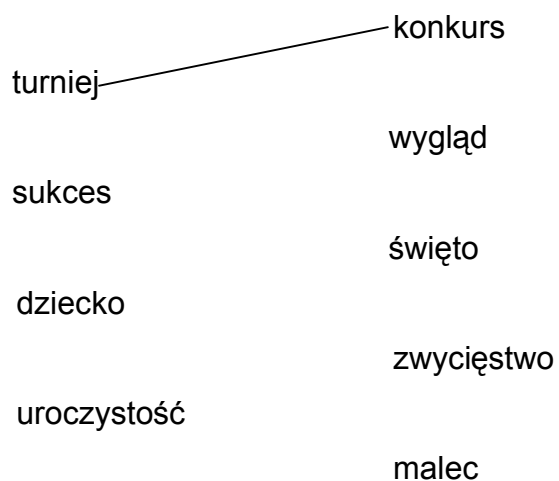 konkurs
turniej
wygląd
sukces
święto
dziecko
zwycięstwo
uroczystość
malec